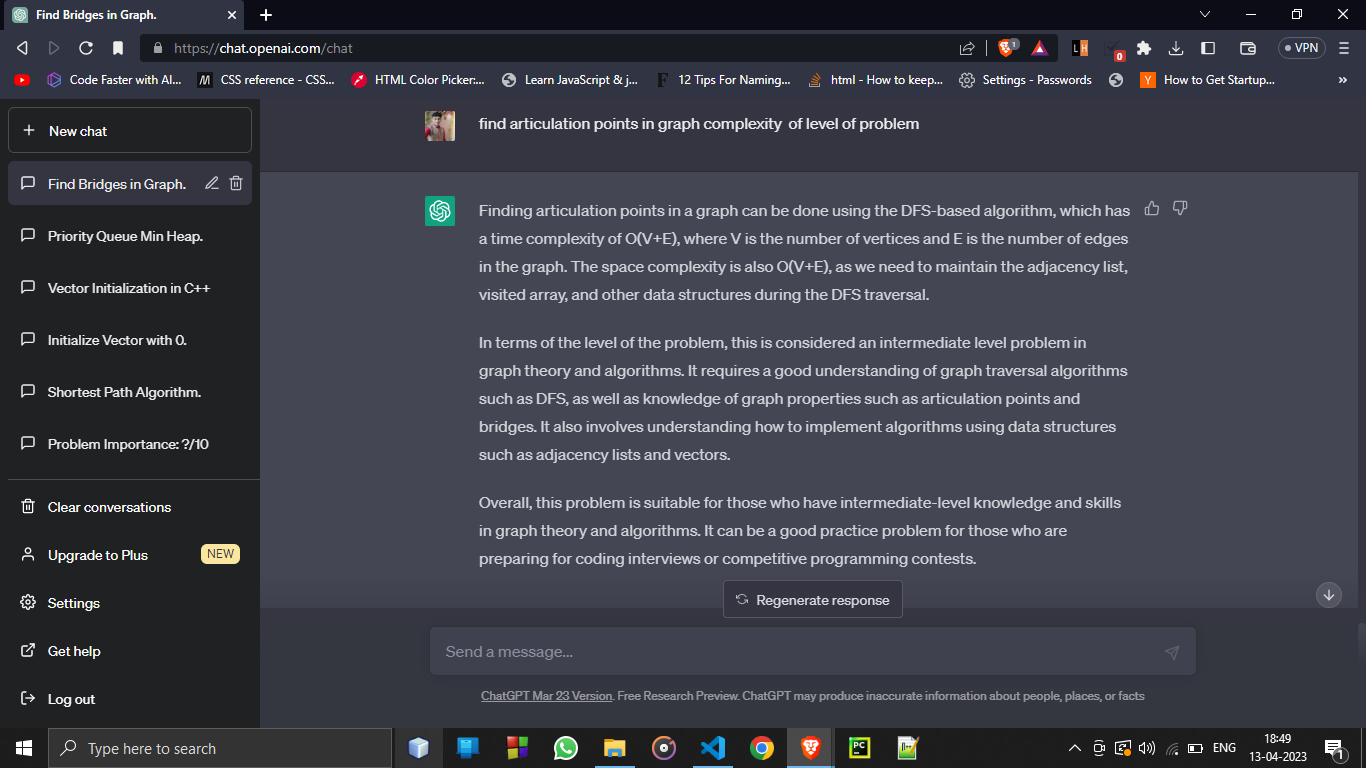 Find Bridges in Graph.
https://chat.openai.com/chat
1
LH
0
VPN
Code Faster with AI...
M
CSS reference - CSS...
HTML Color Picker:...
Learn JavaScript & j...
F
12 Tips For Naming...
html - How to keep...
Settings - Passwords
Y
How to Get Startup...
»
New chat
find articulation points in graph complexity of level of problem
Find Bridges in Graph.
Priority Queue Min Heap.
Vector Initialization in C++
Initialize Vector with 0.
Shortest Path Algorithm.
Problem Importance: ?/10
Clear conversations
Upgrade to Plus
NEW
Settings
Get help
Log out
Finding articulation points in a graph can be done using the DFS-based algorithm, which has
a time complexity of O(V+E), where V is the number of vertices and E is the number of edges
in the graph. The space complexity is also O(V+E), as we need to maintain the adjacency list,
visited array, and other data structures during the DFS traversal.
In terms of the level of the problem, this is considered an intermediate level problem in
graph theory and algorithms. It requires a good understanding of graph traversal algorithms
such as DFS, as well as knowledge of graph properties such as articulation points and
bridges. It also involves understanding how to implement algorithms using data structures
such as adjacency lists and vectors.
Overall, this problem is suitable for those who have intermediate-level knowledge and skills
in graph theory and algorithms. It can be a good practice problem for those who are
preparing for coding interviews or competitive programming contests.
Regenerate response
Send a message...
ChatGPT Mar 23 Version. Free Research Preview. ChatGPT may produce inaccurate information about people, places, or facts
Type here to search
PC
ENG
18:49
13-04-2023
1